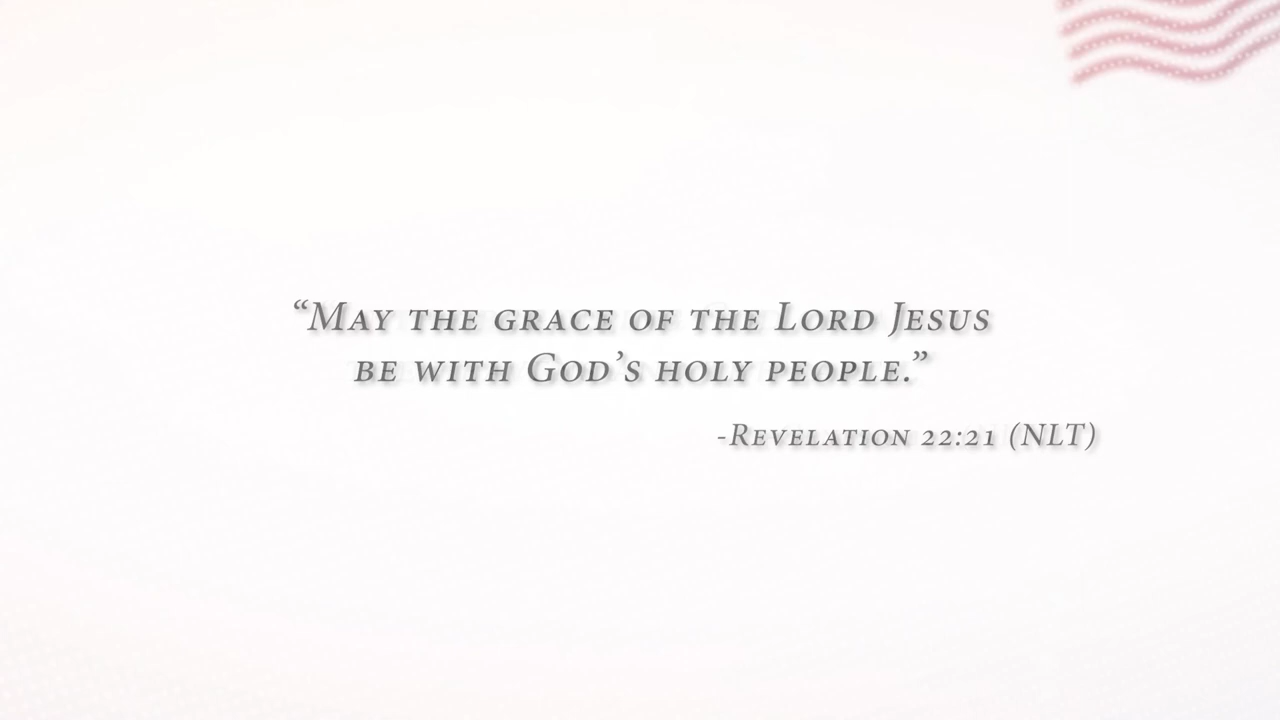 “May the grace of the Lord Jesus
be with God’s holy people.”
-Revelation 22:21 (NLT)